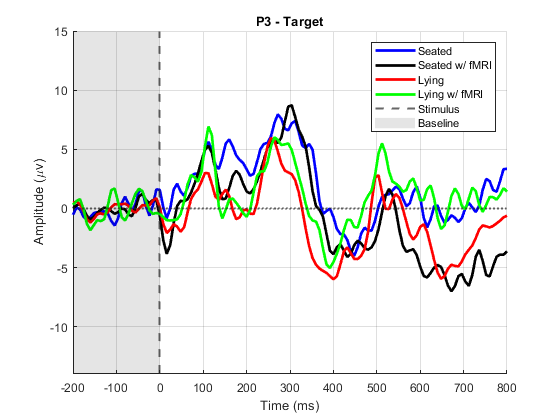 P3 - Target
15
10
5
0
-5
-10
Amplitude (μv)
Seated
Seated w/ fMRI
Lying
Lying w/ fMRI
Stimulus
Baseline
-200 -100 0 100 200 300 400 500 600 700 800
Time (ms)